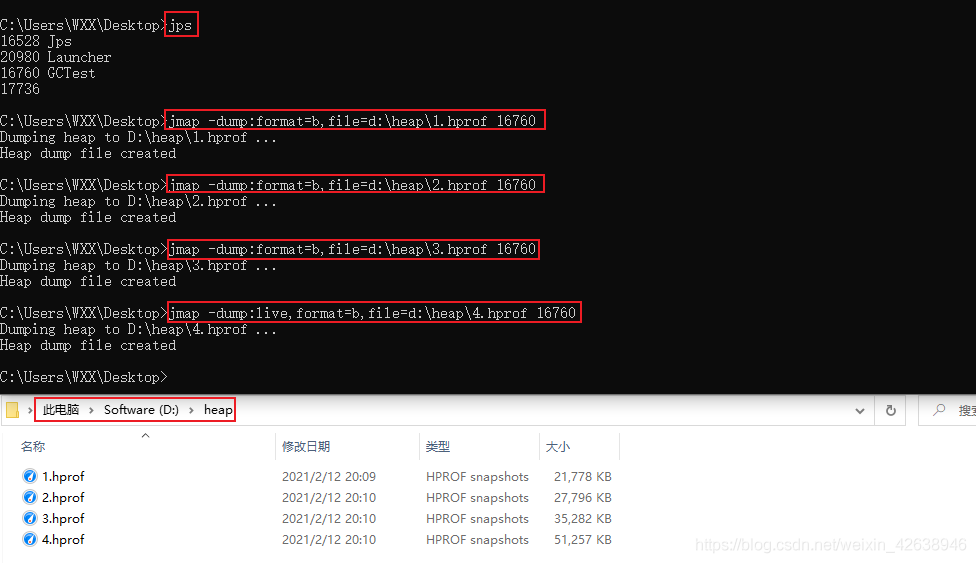 C:\Users\WXX\Desktop>jps
16528 Jps
20980 Launcher
16760 GCTest
17736
C:\Users\WXX\Desktop>jmap -dump:format=b,file=d:\heap\1.hprof 16760
Dumping heap to D:\heap\1.hprof ...
Heap dump file created
C:\Users\WXX\Desktop>jmap -dump:format=b,file=d:\heap\2.hprof 16760
Dumping heap to D:\heap\2.hprof ...
Heap dump file created
C:\Users\WXX\Desktop>jmap -dump:format=b,file=d:\heap\3.hprof 16760
Dumping heap to D:\heap\3.hprof ...
Heap dump file created
C:\Users\WXX\Desktop>jmap -dump:live,format=b,file=d:\heap\4.hprof 16760
Dumping heap to D:\heap\4.hprof ...
Heap dump file created
C:\Users\WXX\Desktop>
此电脑 > Software (D:) > heap 搜索
名称 修改日期 类型 大小
1.hprof 2021/2/12 20:09 HPROF snapshots 21,778 KB
2.hprof 2021/2/12 20:10 HPROF snapshots 27,796 KB
3.hprof 2021/2/12 20:10 HPROF snapshots 35,282 KB
4.hprof 2021/2/12 20:10 HPROF snapshots 51,257 KB
https://blog.csdn.net/weixin_42638946